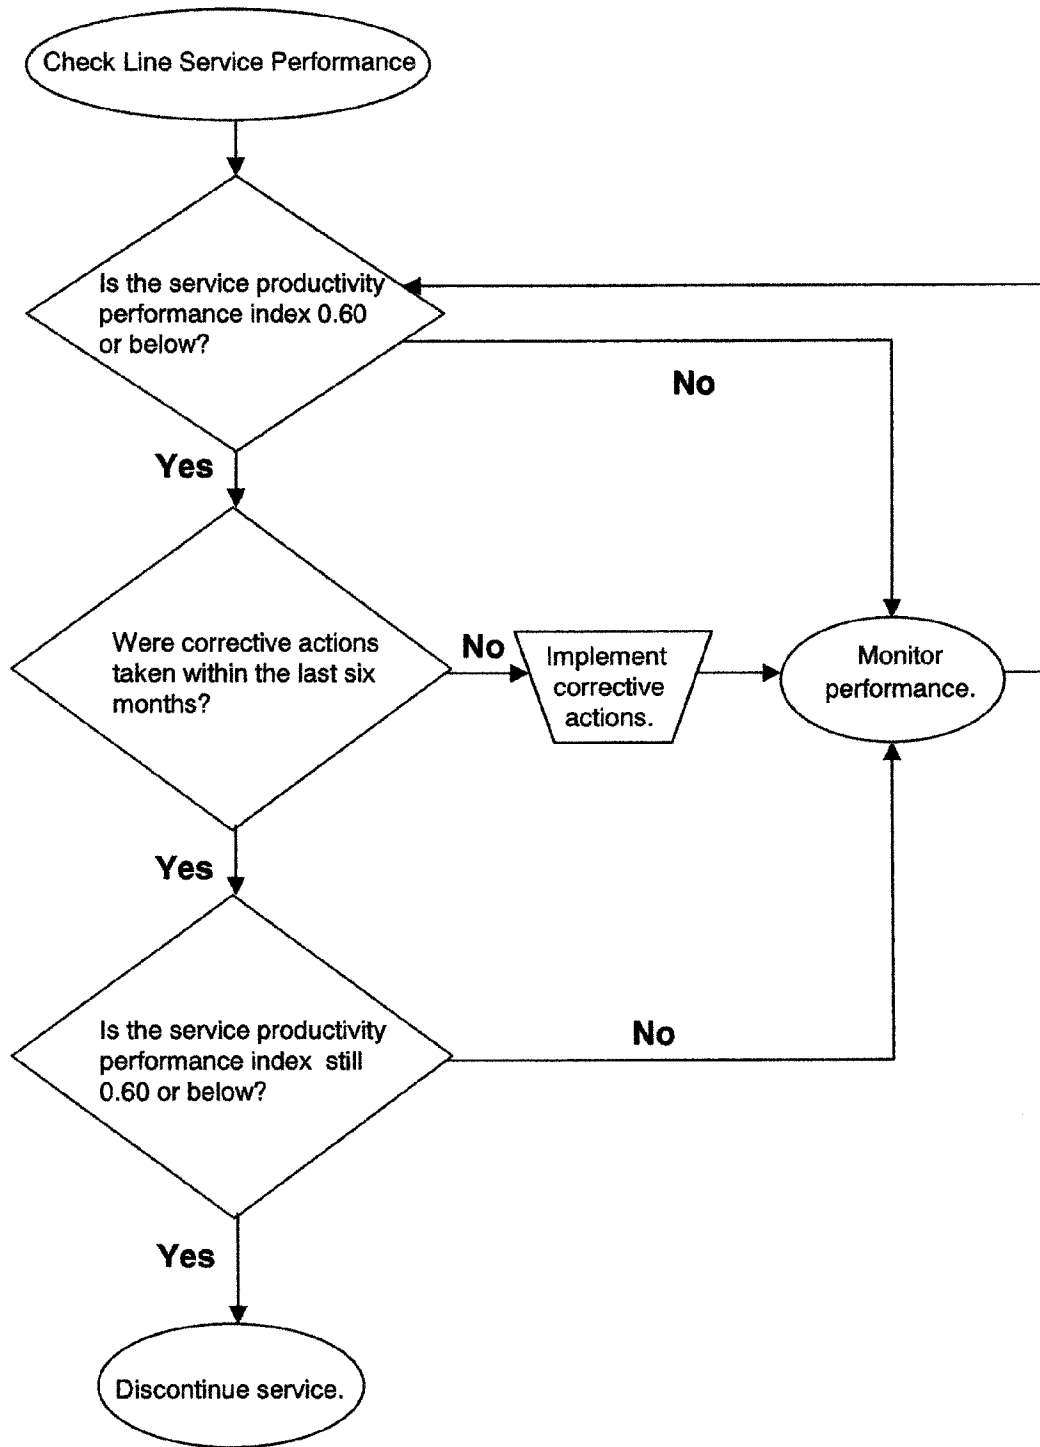 Check Line Service Performance
Is the service productivity
performance index 0.60
or below?
No
Yes
Were corrective actions
taken within the last six
months?
No
Implement
corrective
actions.
Monitor
performance.
Yes
Is the service productivity
performance index still
0.60 or below?
No
Yes
Discontinue service.